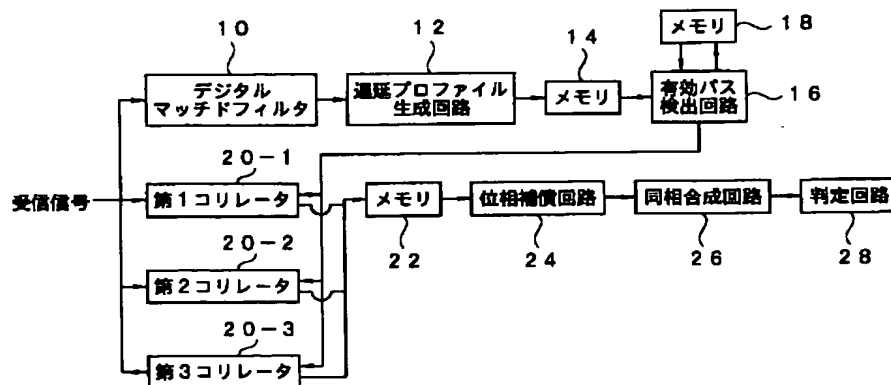 10
12
14
18
メモリ
デジタル
マッチドフィルタ
遅延プロファイル
生成回路
メモリ
有効パス
検出回路
16
20-1
受信信号
第1コリレータ
メモリ
位相補償回路
同相合成回路
判定回路
22
24
26
28
20-2
第2コリレータ
20-3
第3コリレータ